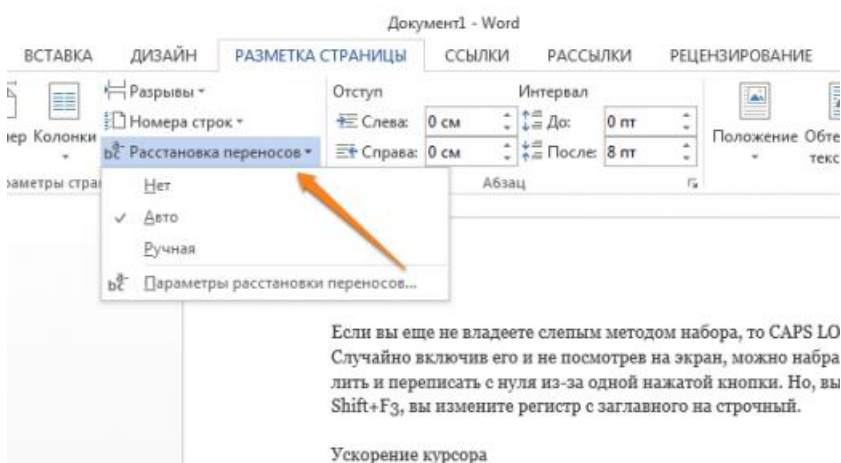 Документ1 - Word
ВСТАВКА ДИЗАЙН РАЗМЕТКА СТРАНИЦЫ ССЫЛКИ РАССЫЛКИ РЕЦЕНЗИРОВАНИЕ
Разрывы Отступ Интервал
Номера строк Слева: 0 см До: 0 пт
Колонки Положение
Расстановка переносов Справа: 0 см После: 8 пт
Абзац
Нет
Авто
Ручная
Параметры расстановки переносов...
Если вы еще не владеете слепым методом набора, то CAPS LO
Случайно включив его и не посмотрев на экран, можно набра
лить и переписать с нуля из-за одной нажатой кнопки. Но, вы
Shift+F3, вы измените регистр с заглавного на строчный.
Ускорение курсора